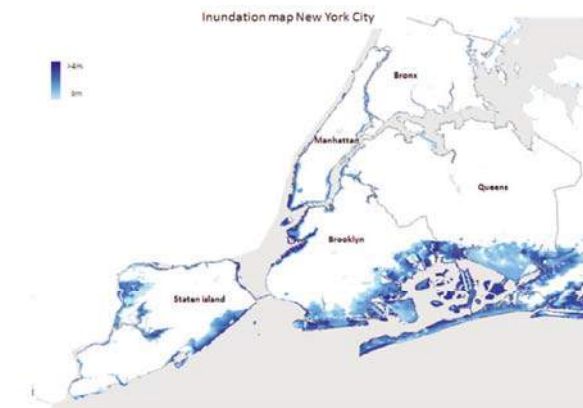 Inundation map New York City
>4m
0m
Bronx
Manhattan
Queens
Brooklyn
Staten island